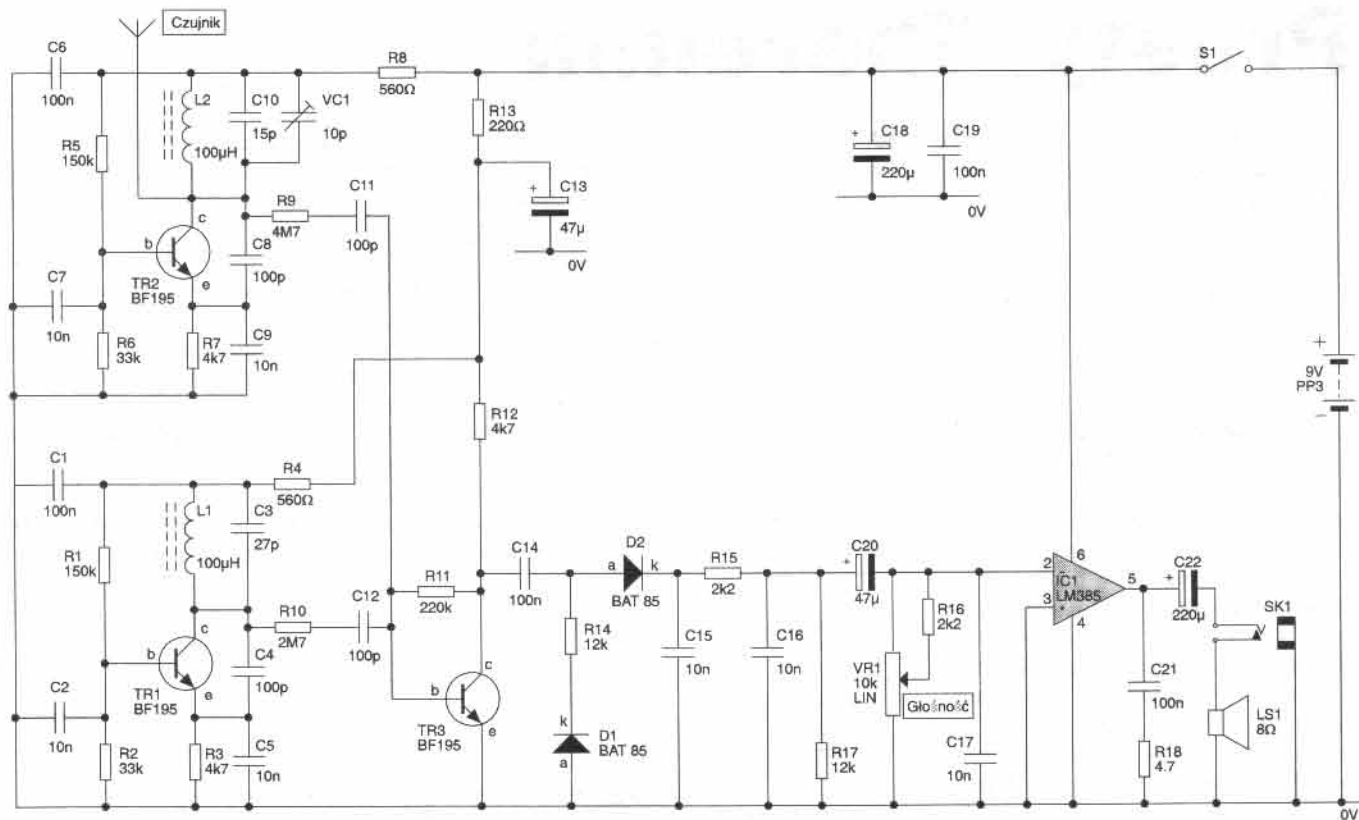 Czujnik
C6
100n
R5
150k
L2
100µH
C10
15p
VC1
10p
R8
560Ω
R13
220Ω
C13
+
47µ
0V
C18
+
220µ
C19
100n
0V
S1
C7
10n
b
c
e
TR2
BF195
R9
4M7
C11
100p
C8
100p
R6
33k
R7
4k7
C9
10n
R12
4k7
+
9V
PP3
−
C1
100n
R1
150k
L1
100µH
C3
27p
R4
560Ω
R11
220k
C14
100n
D2
a k
BAT 85
R15
2k2
C20
+
47µ
R16
2k2
2
6
IC1
LM385
3
+
4
5
C22
+
220µ
SK1
C2
10n
b
c
e
TR1
BF195
R10
2M7
C12
100p
C4
100p
R2
33k
R3
4k7
C5
10n
b
c
e
TR3
BF195
R14
12k
k
D1
BAT 85
a
C15
10n
C16
10n
R17
12k
VR1
10k
LIN
Głośność
C17
10n
C21
100n
R18
4.7
LS1
8Ω
0V